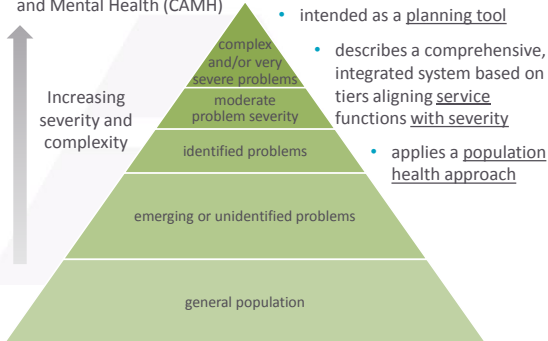 and Mental Health (CAMH)
• intended as a planning tool
• describes a comprehensive,
integrated system based on
tiers aligning service
functions with severity
• applies a population
health approach
Increasing
severity and
complexity
complex
and/or very
severe problems
moderate
problem severity
identified problems
emerging or unidentified problems
general population